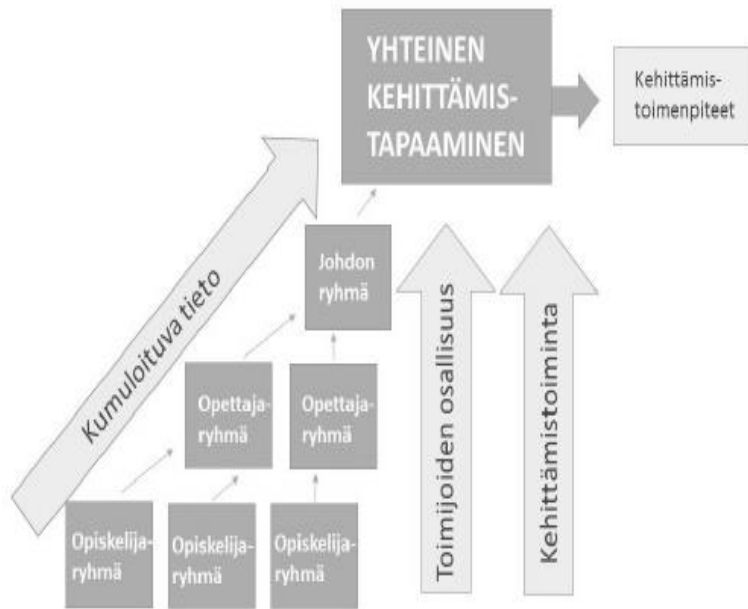 YHTEINEN
KEHITTÄMIS-
TAPAAMINEN
Kehittämis-
toimenpiteet
Kumuloituva tieto
Johdon
ryhmä
Toimijoiden osallisuus
Kehittämistoiminta
Opettaja-
ryhmä
Opettaja-
ryhmä
Opiskelija-
ryhmä
Opiskelija-
ryhmä
Opiskelija-
ryhmä